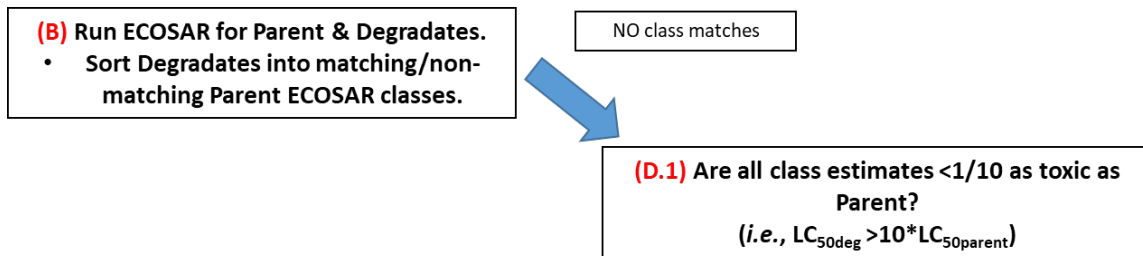 (B) Run ECOSAR for Parent & Degradates.
• Sort Degradates into matching/non-
matching Parent ECOSAR classes.
NO class matches
(D.1) Are all class estimates <1/10 as toxic as
Parent?
(i.e., LC50deg >10*LC50parent)